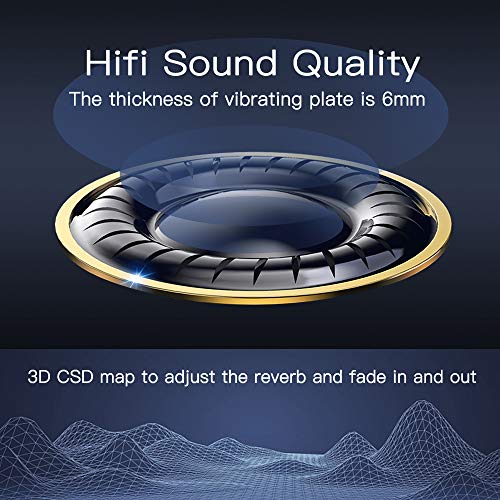 Hifi Sound Quality
The thickness of vibrating plate is 6mm
3D CSD map to adjust the reverb and fade in and out